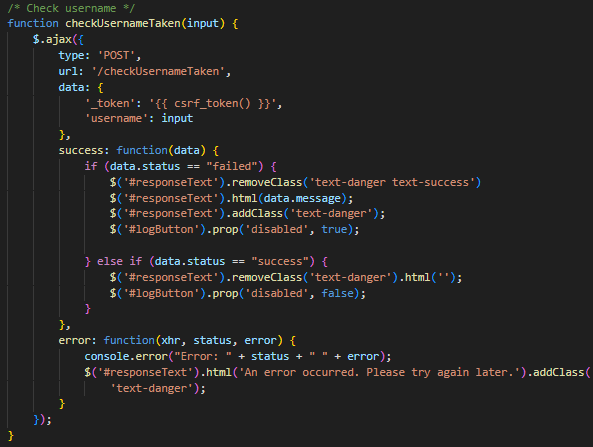 /* Check username */
function checkUsernameTaken(input) {
    $.ajax({
        type: 'POST',
        url: '/checkUsernameTaken',
        data: {
            '_token': '{{ csrf_token() }}',
            'username': input
        },
        success: function(data) {
            if (data.status == "failed") {
                $('#responseText').removeClass('text-danger text-success')
                $('#responseText').html(data.message);
                $('#responseText').addClass('text-danger');
                $('#logButton').prop('disabled', true);

            } else if (data.status == "success") {
                $('#responseText').removeClass('text-danger').html('');
                $('#logButton').prop('disabled', false);
            }
        },
        error: function(xhr, status, error) {
            console.error("Error: " + status + " " + error);
            $('#responseText').html('An error occurred. Please try again later.').addClass(
                'text-danger');
        }
    });
}